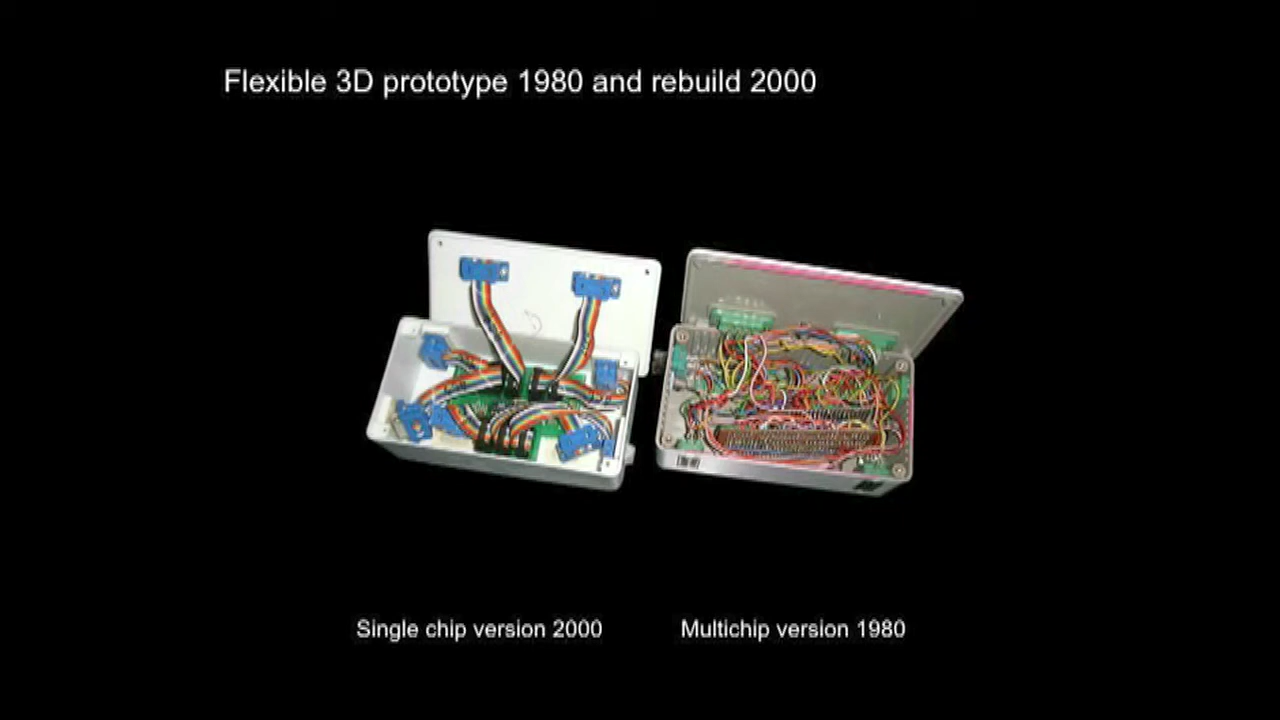 Flexible 3D prototype 1980 and rebuild 2000
Single chip version 2000
Multichip version 1980